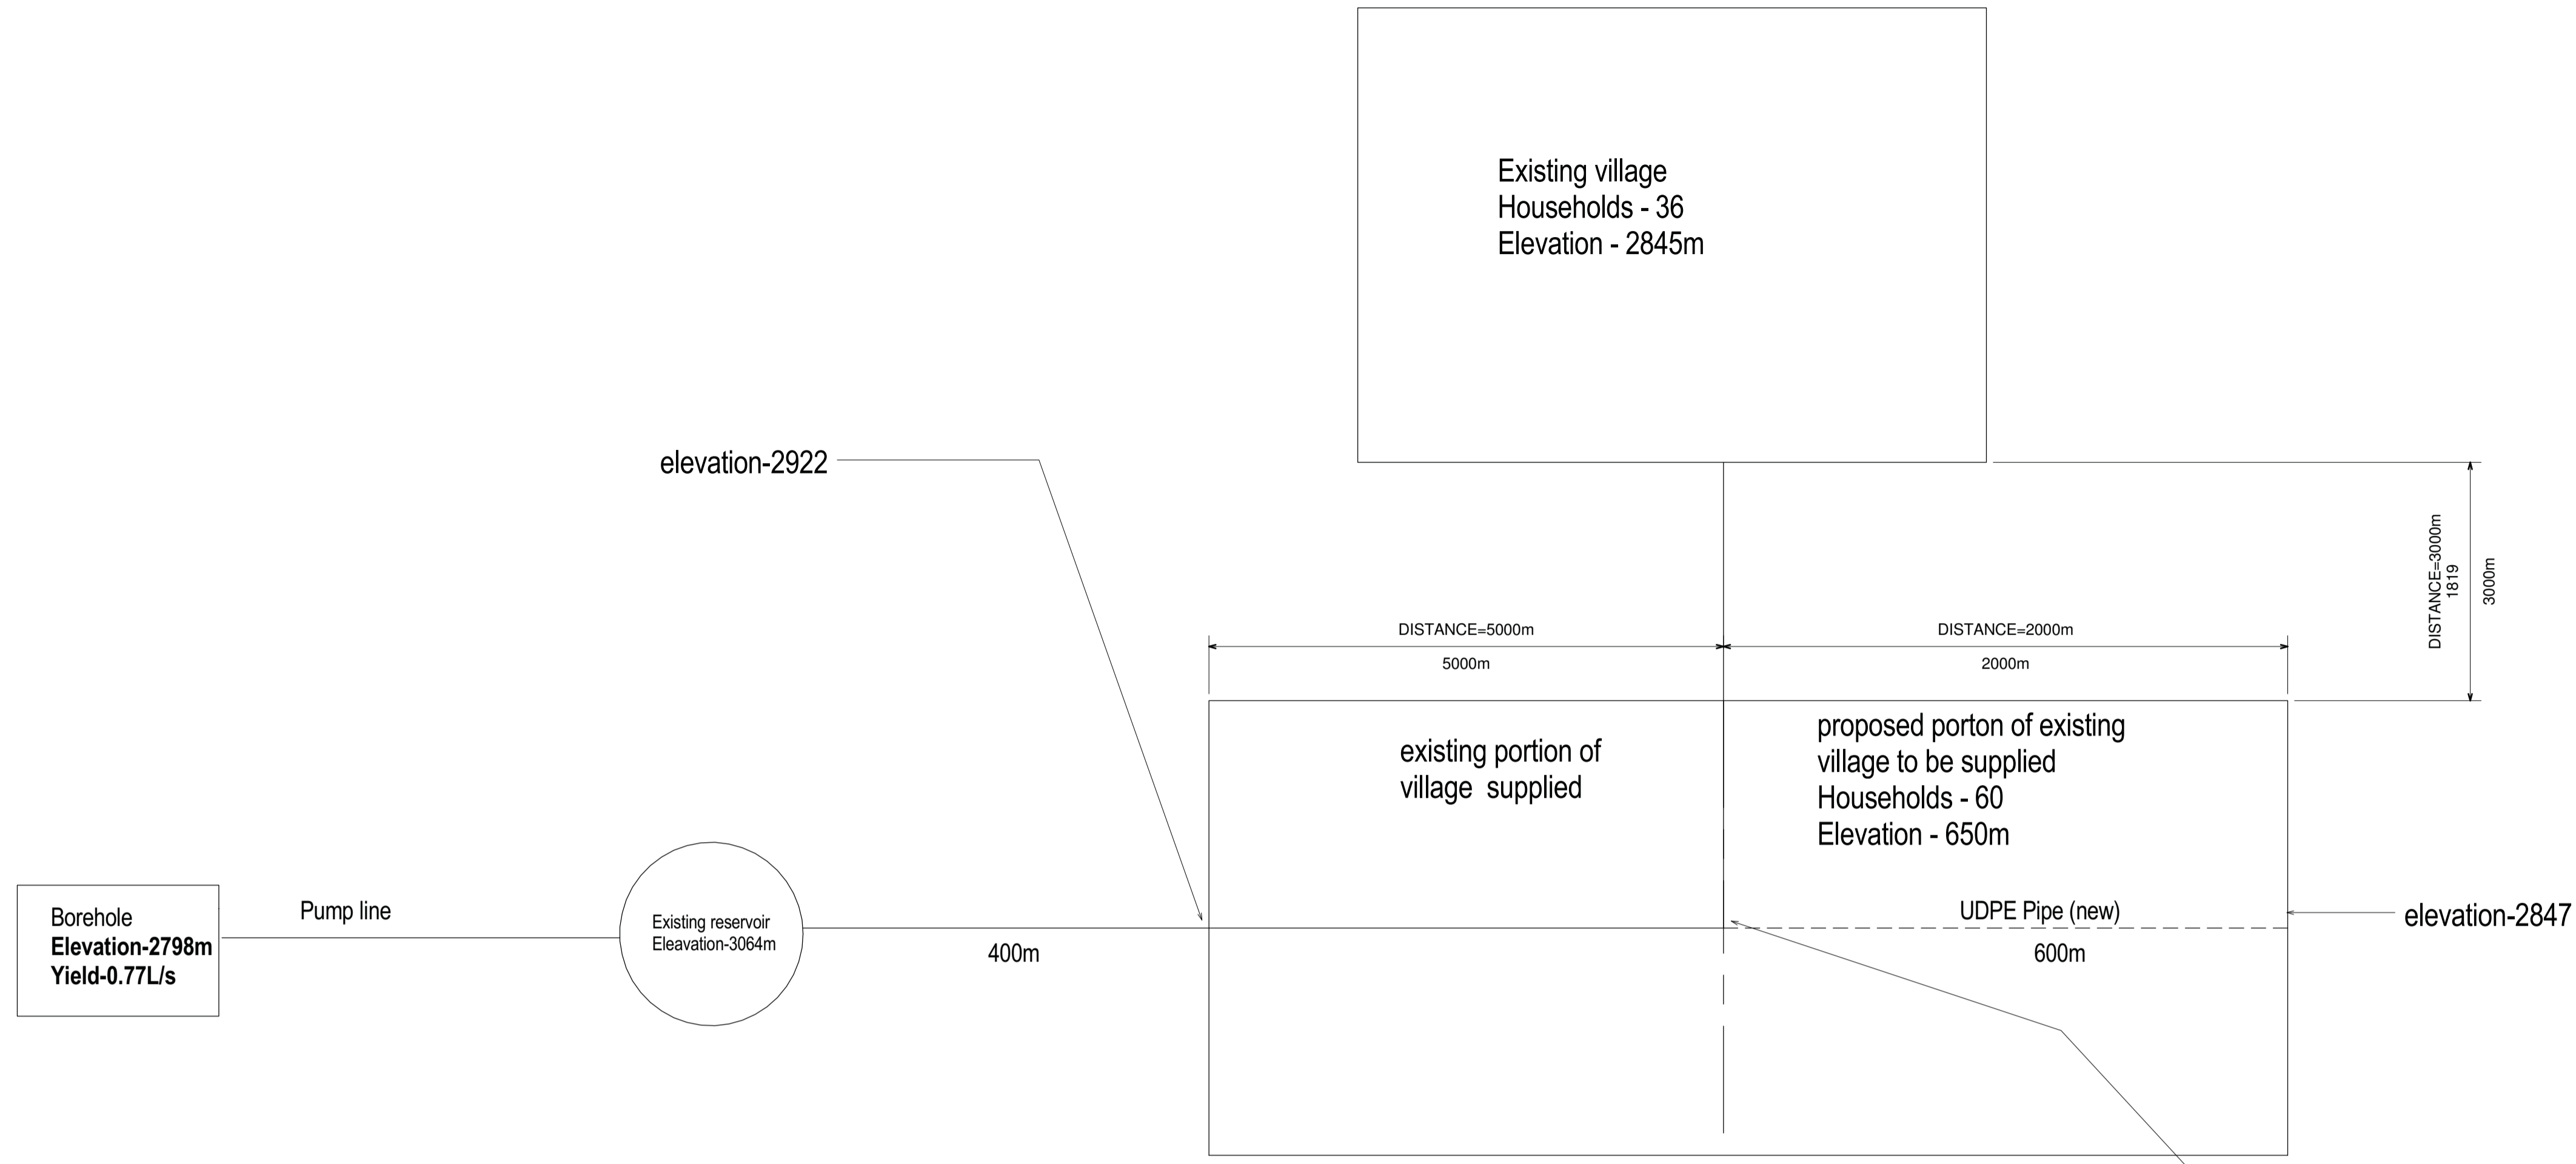 Existing village
Households - 36
Elevation - 2845m
elevation-2922
DISTANCE=3000m
1819
3000m
DISTANCE=5000m
5000m
DISTANCE=2000m
2000m
existing portion of
village supplied
proposed porton of existing
village to be supplied
Households - 60
Elevation - 650m
Borehole
Elevation-2798m
Yield-0.77L/s
Pump line
Existing reservoir
Eleavation-3064m
400m
UDPE Pipe (new)
600m
elevation-2847